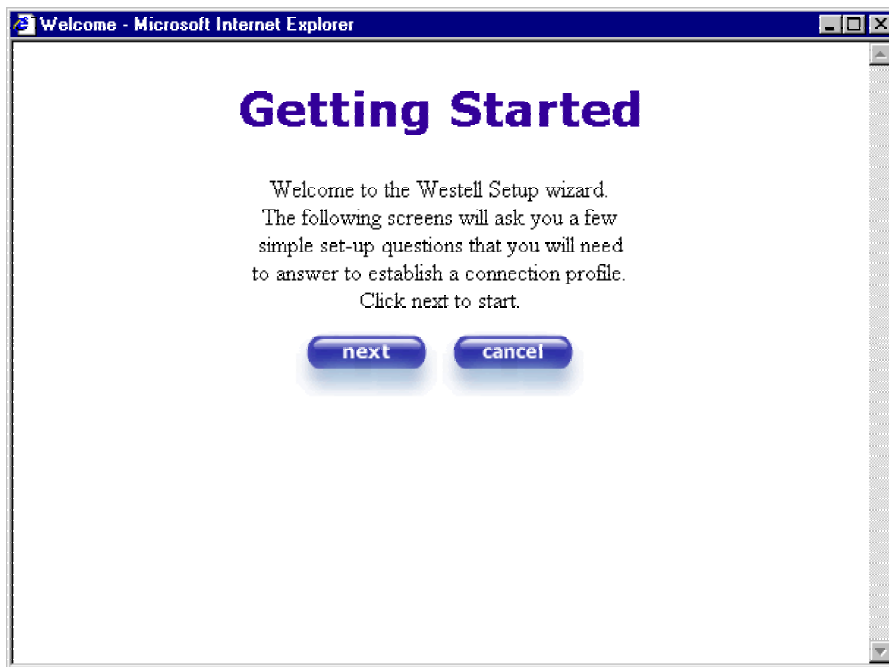 Welcome - Microsoft Internet Explorer
Getting Started
Welcome to the Westell Setup wizard.
The following screens will ask you a few
simple set-up questions that you will need
to answer to establish a connection profile.
Click next to start.
next cancel